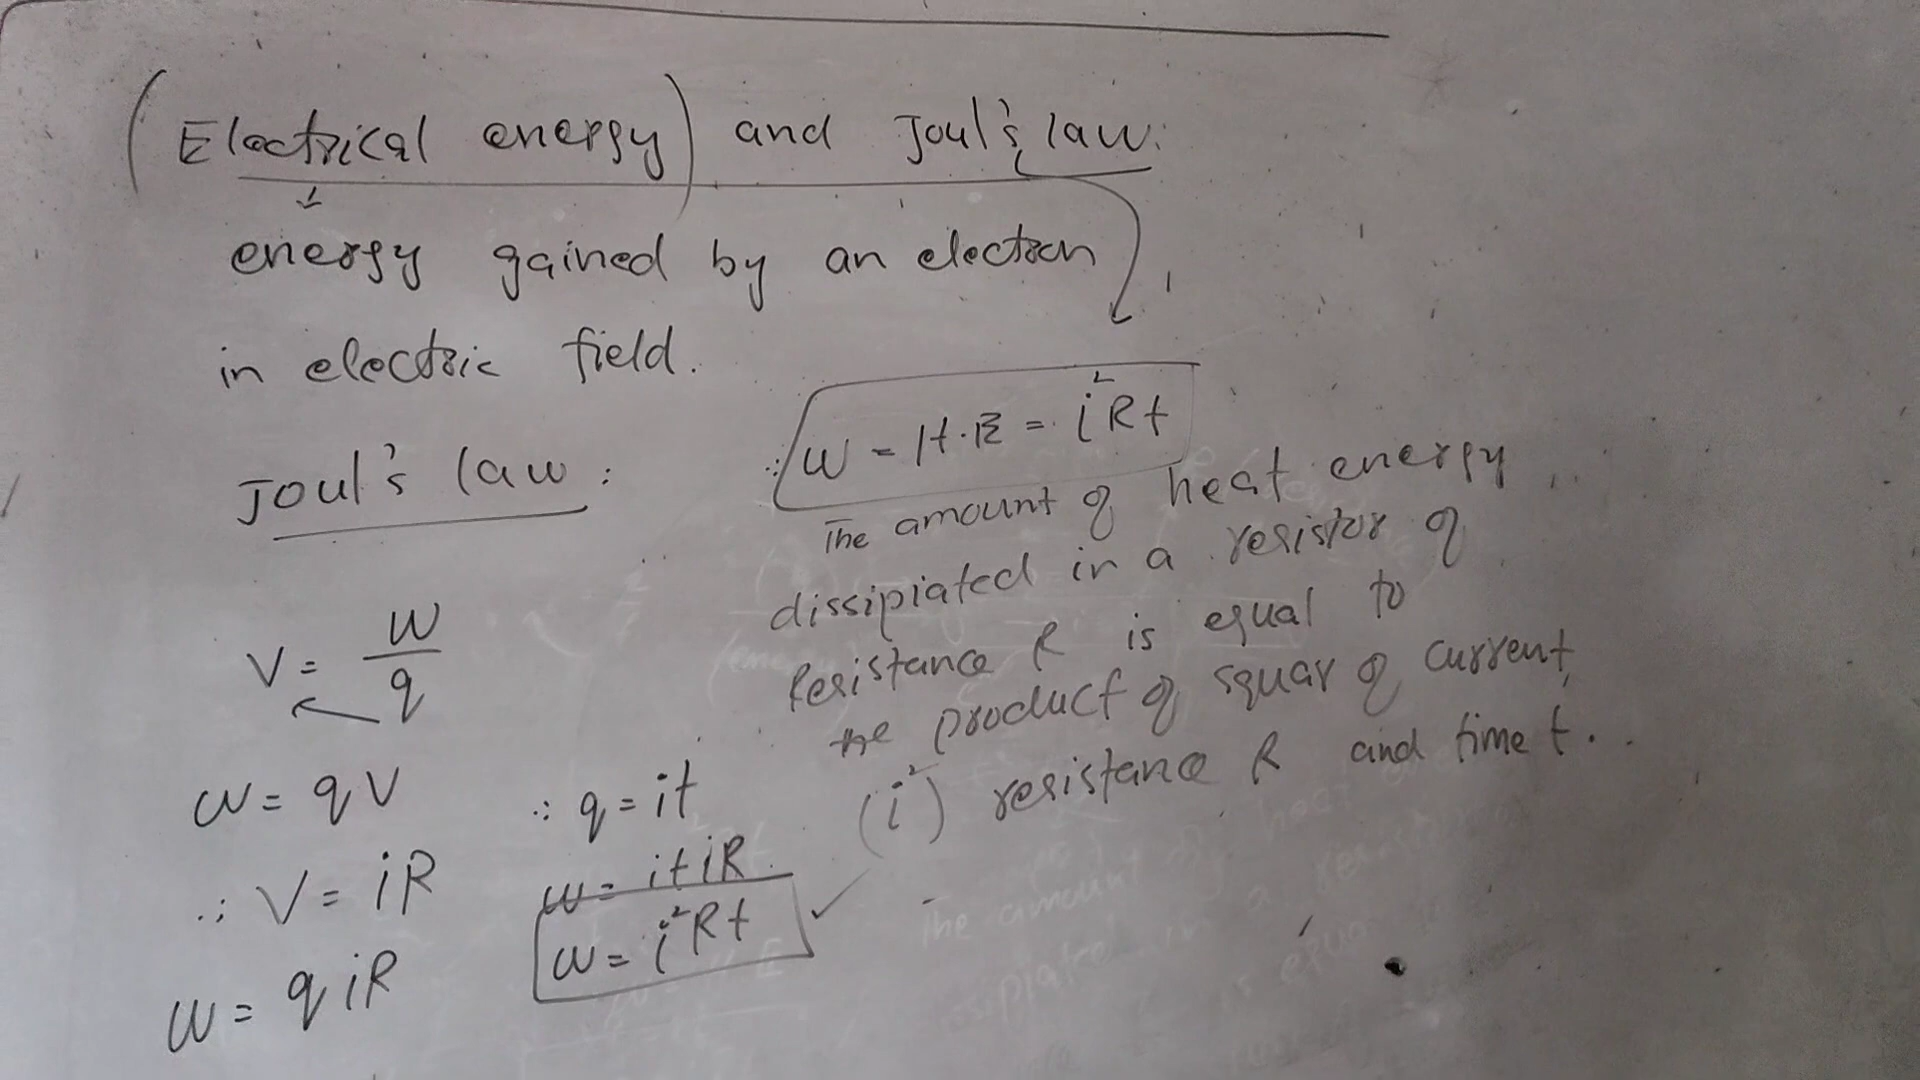 (Electrical energy) and Joul's law:
energy gained by an electron
in electric field.
Joul's law:
V = W/q
W = qV
∴ V = iR
W = qiR
∴ q = it
W = itiR
W = i²Rt
∴ W = H.E = i²Rt
The amount of heat energy
dissipiated in a resistor of
Resistance R is equal to
the product of squar of current,
(i²) resistance R and time t.